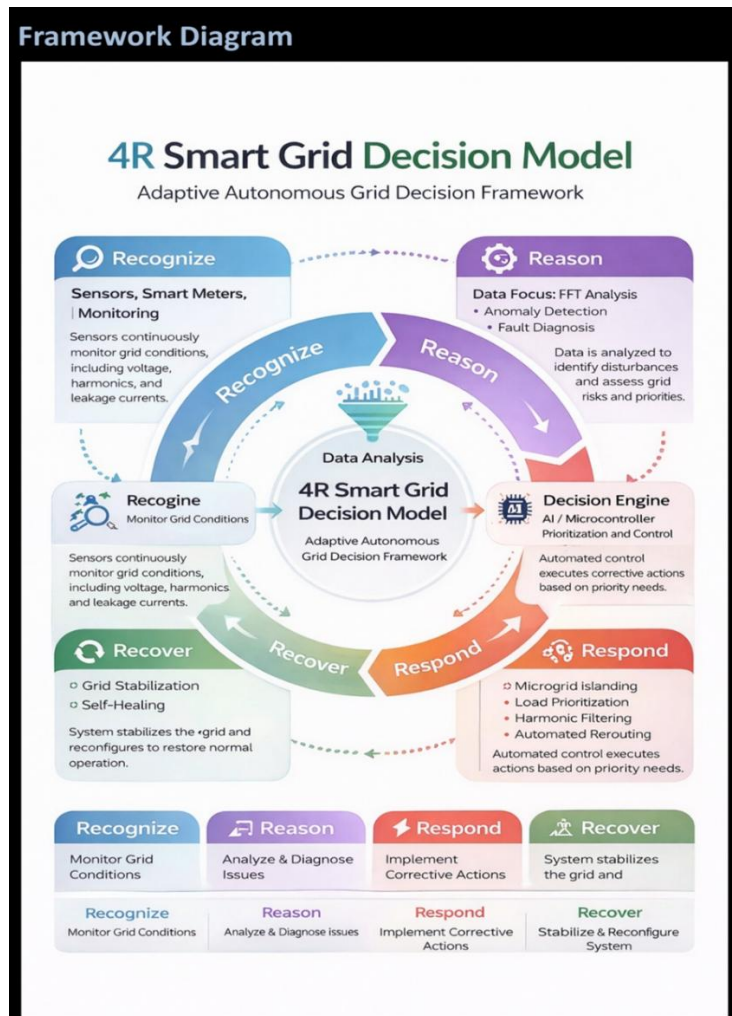 Framework Diagram
4R Smart Grid Decision Model
Adaptive Autonomous Grid Decision Framework
Recognize
Sensors, Smart Meters,
| Monitoring
Sensors continuously
monitor grid conditions,
including voltage,
harmonics, and
leakage currents.
Reason
Data Focus: FFT Analysis
• Anomaly Detection
• Fault Diagnosis
Data is analyzed to
identify disturbances
and assess grid
risks and priorities.
Recognize
Reason
Data Analysis
4R Smart Grid
Decision Model
Adaptive Autonomous
Grid Decision Framework
Recogine
Monitor Grid Conditions
Sensors continuously
monitor grid conditions,
including voltage, harmonics
and leakage currents.
Decision Engine
AI / Microcontroller
Prioritization and Control
Automated control
executes corrective actions
based on priority needs.
Recover
Respond
Recover
Grid Stabilization
Self-Healing
System stabilizes the •grid and
reconfigures to restore normal
operation.
Respond
Microgrid islanding
• Load Prioritization
• Harmonic Filtering
• Automated Rerouting
Automated control executes
actions based on priority needs.
Recognize
Monitor Grid
Conditions
Reason
Analyze & Diagnose
Issues
Respond
Implement
Corrective Actions
Recover
System stabilizes
the grid and
Recognize
Monitor Grid Conditions
Reason
Analyze & Diagnose issues
Respond
Implement Corrective
Actions
Recover
Stabilize & Reconfigure
System